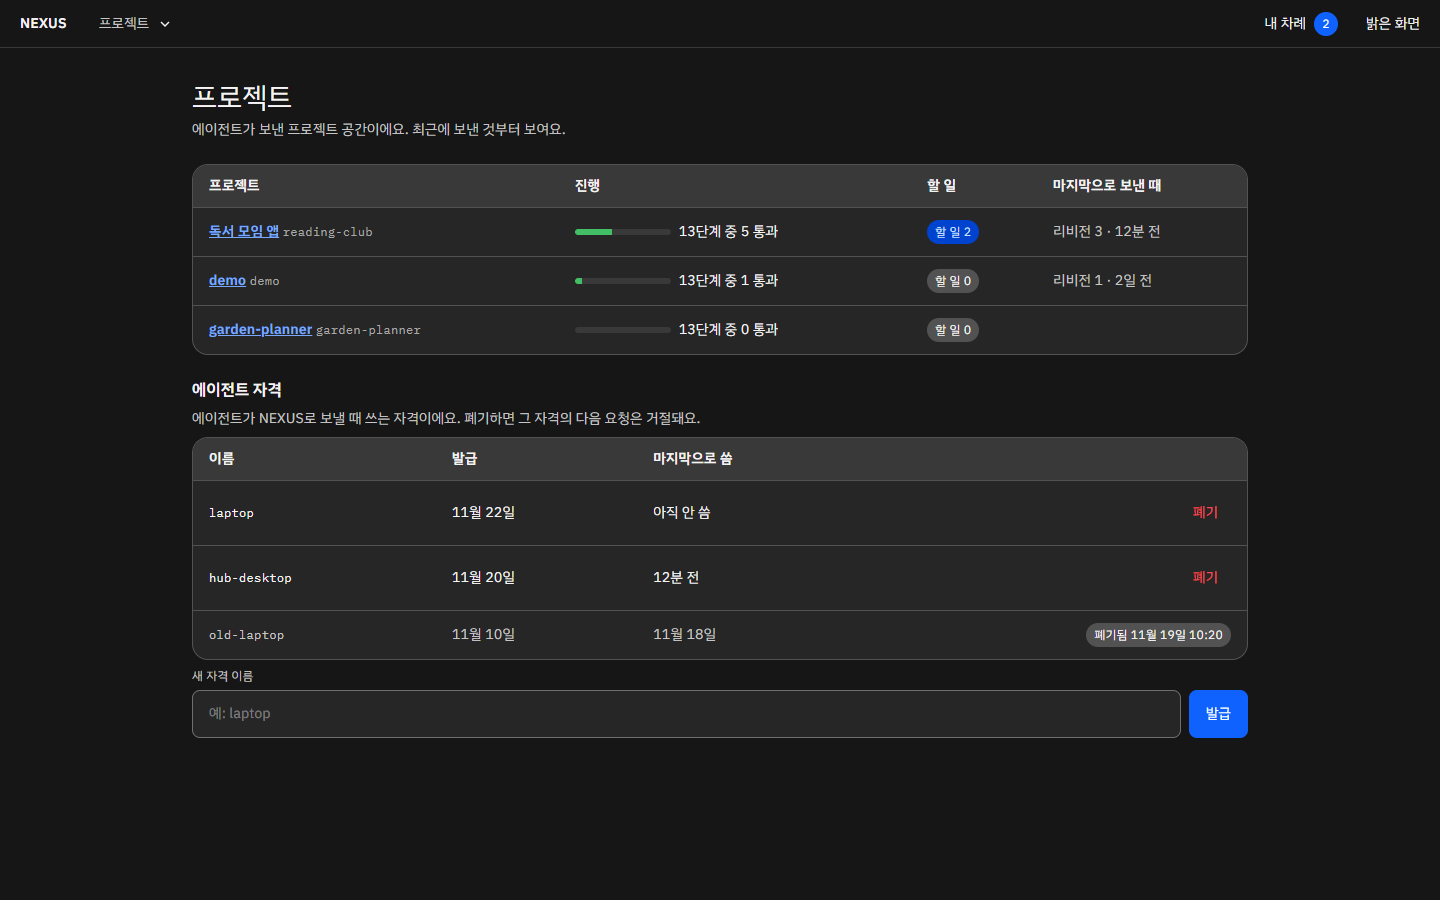 NEXUS 프로젝트 내 차례 2 밝은 화면
프로젝트
에이전트가 보낸 프로젝트 공간이에요. 최근에 보낸 것부터 보여요.
프로젝트 진행 할 일 마지막으로 보낸 때
독서 모임 앱 reading-club 13단계 중 5 통과 할 일 2 리비전 3 · 12분 전
demo demo 13단계 중 1 통과 할 일 0 리비전 1 · 2일 전
garden-planner garden-planner 13단계 중 0 통과 할 일 0
에이전트 자격
에이전트가 NEXUS로 보낼 때 쓰는 자격이에요. 폐기하면 그 자격의 다음 요청은 거절돼요.
이름 발급 마지막으로 씀
laptop 11월 22일 아직 안 씀 폐기
hub-desktop 11월 20일 12분 전 폐기
old-laptop 11월 10일 11월 18일 폐기됨 11월 19일 10:20
새 자격 이름
예: laptop 발급